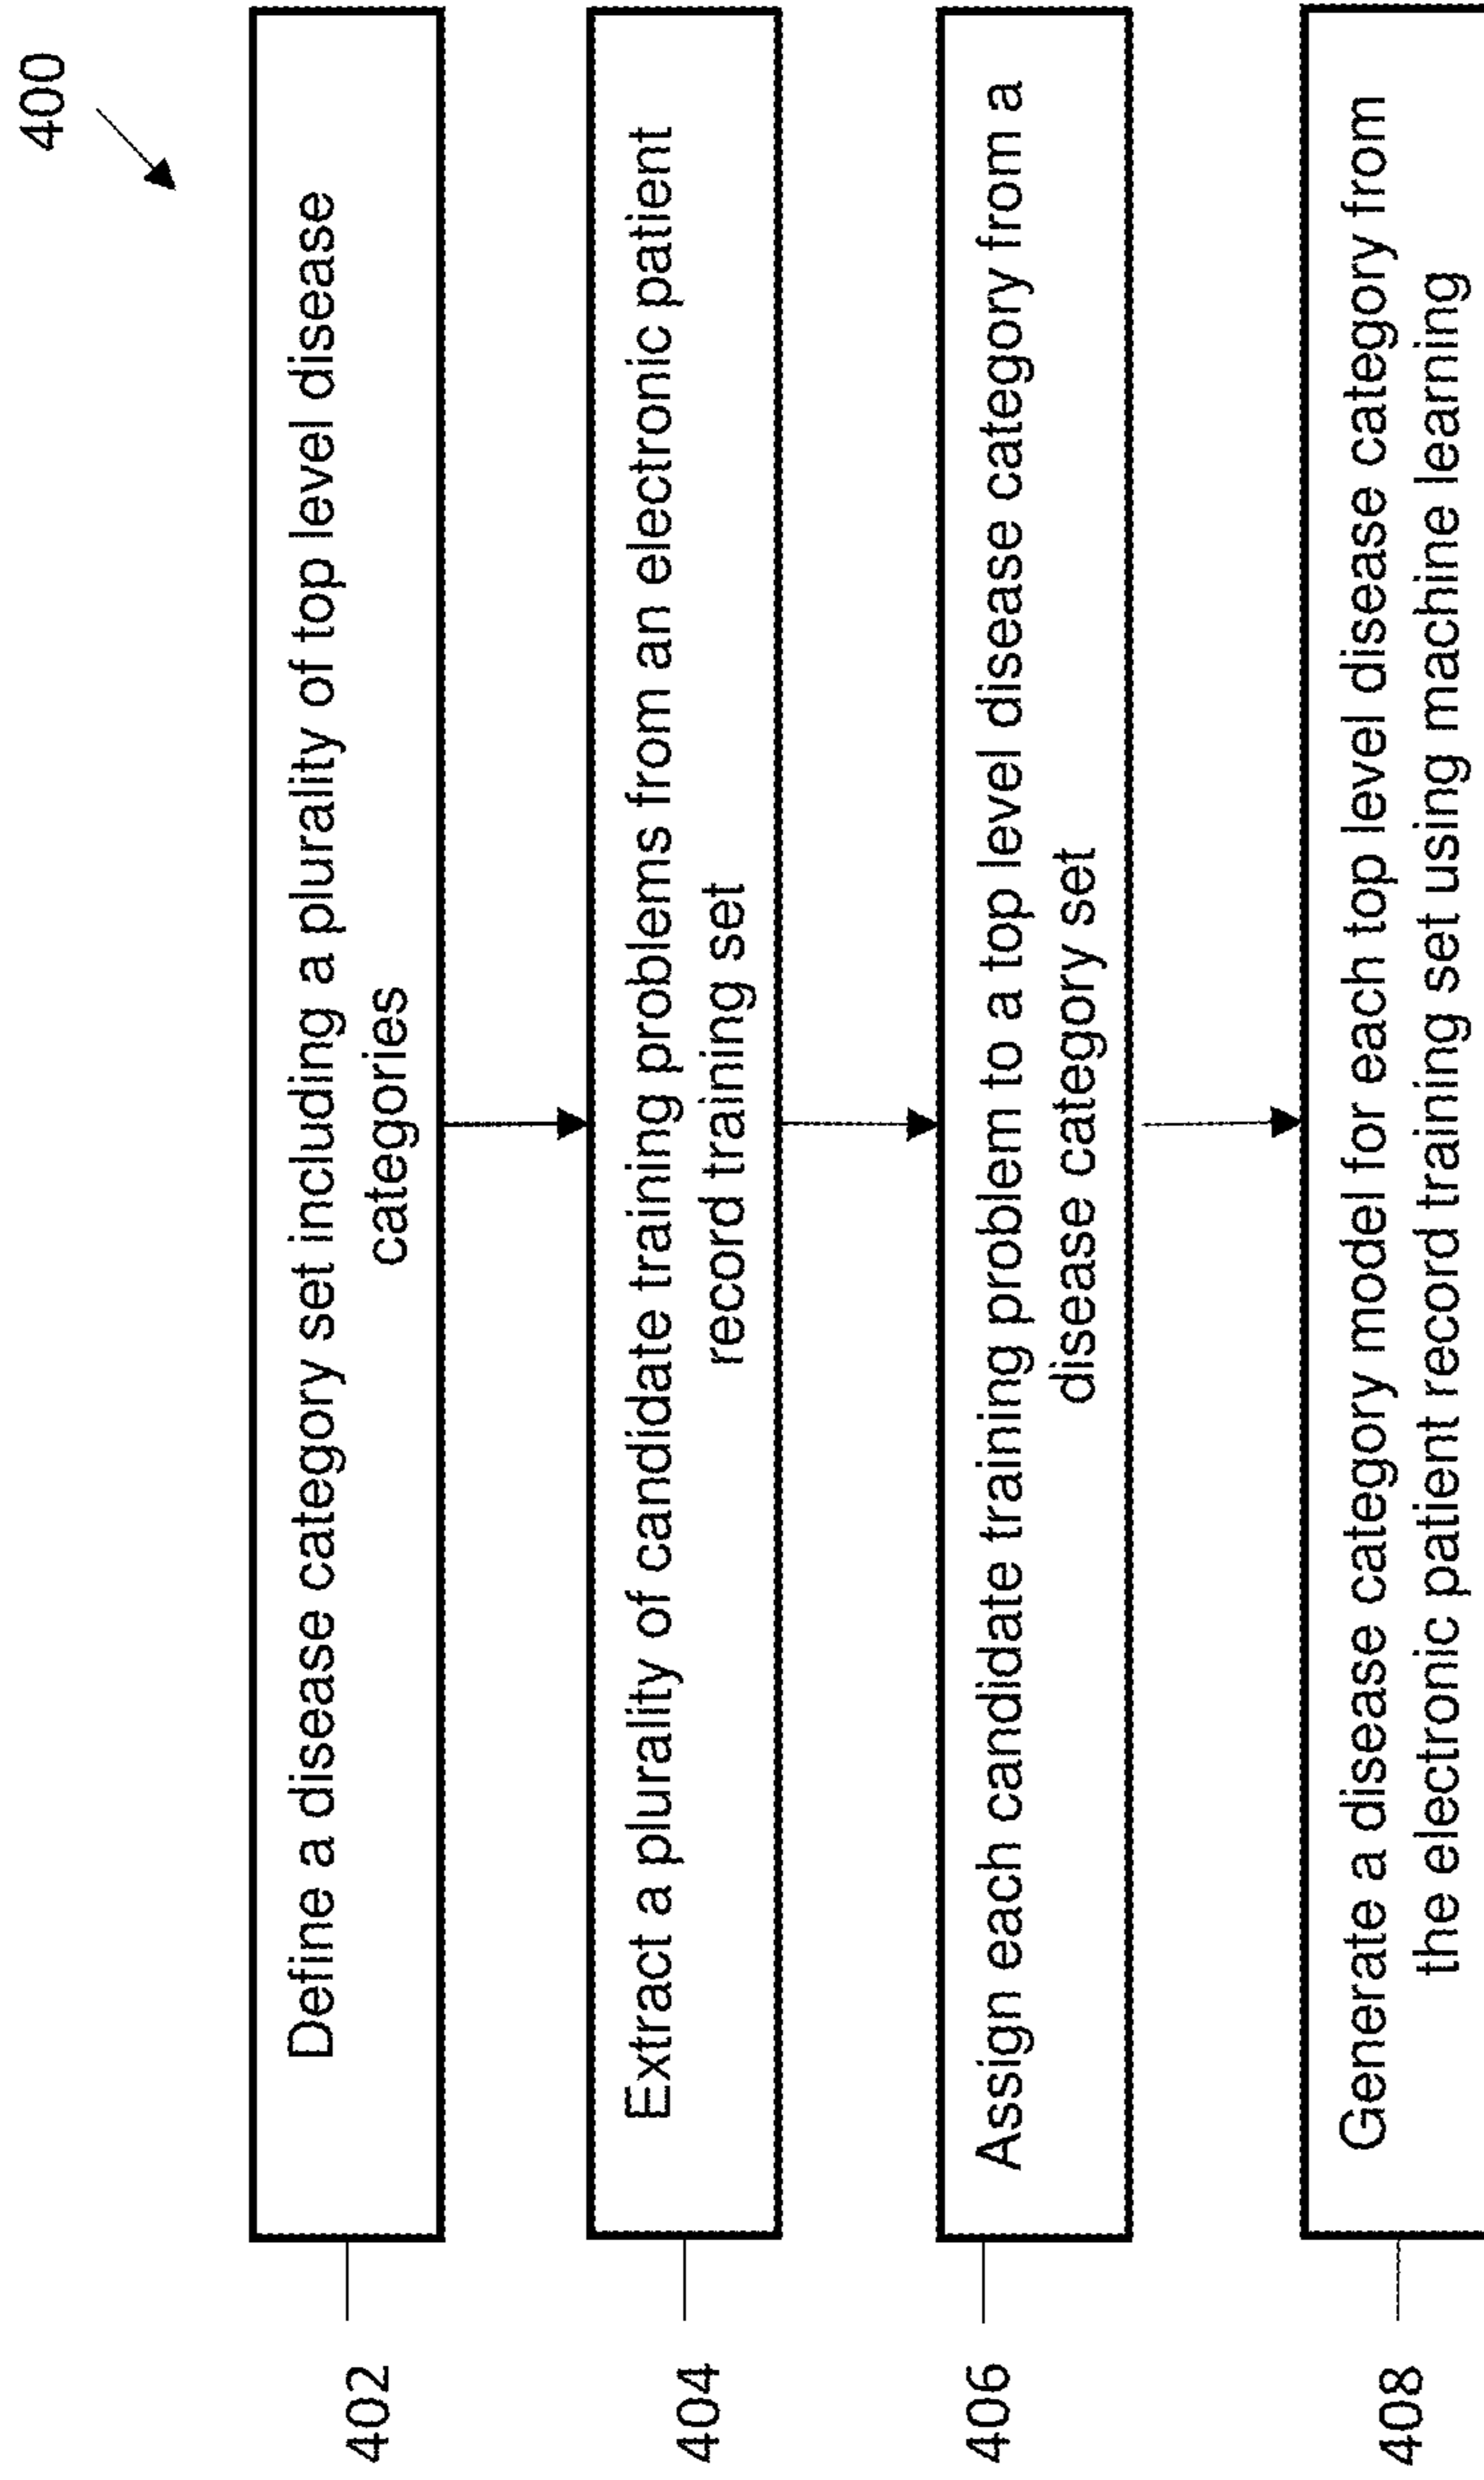 400
402
Define a disease category set including a plurality of top level disease
categories
404
Extract a plurality of candidate training problems from an electronic patient
record training set
406
Assign each candidate training problem to a top level disease category from a
disease category set
408
Generate a disease category model for each top level disease category from
the electronic patient record training set using machine learning